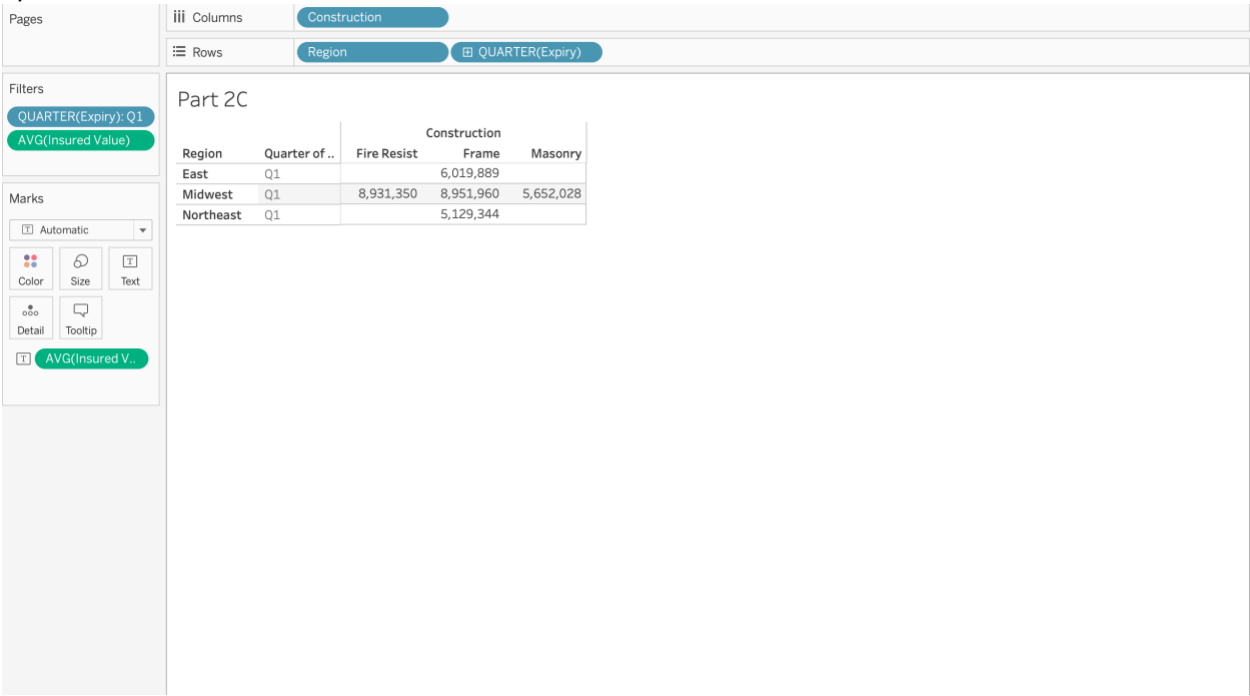 Pages
Columns Construction
Rows Region QUARTER(Expiry)
Filters
QUARTER(Expiry): Q1
AVG(Insured Value)
Marks
Automatic
Color Size Text
Detail Tooltip
AVG(Insured V..
Part 2C
Construction
Region Quarter of .. Fire Resist Frame Masonry
East Q1 6,019,889
Midwest Q1 8,931,350 8,951,960 5,652,028
Northeast Q1 5,129,344